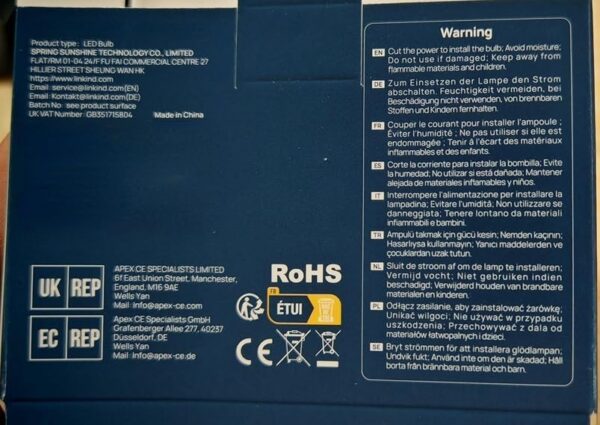 Product type : LED Bulb
SPRING SUNSHINE TECHNOLOGY CO., LIMITED
FLAT/RM 01-04 24/F FU FAI COMMERCIAL CENTRE 27
HILLIER STREET SHEUNG WAN HK
https://www.linkind.com
Email : service@linkind.com(EN)
Email : Kontakt@linkind.com(DE)
Batch No : see product surface
UK VAT Number : GB351715804
Made in China
UK REP
APEX CE SPECIALISTS LIMITED
6f East Union Street, Manchester,
England, M16 9AE
Wells Yan
Mail : Info@apex-ce.com
EC REP
Apex CE Specialists GmbH
Grafenberger Allee 277, 40237
Düsseldorf, DE
Wells Yan
Mail : Info@apex-ce.de
RoHS
FR
ÉTUI
CE
Warning
EN Cut the power to install the bulb; Avoid moisture;
Do not use if damaged; Keep away from
flammable materials and children.
DE Zum Einsetzen der Lampe den Strom
abschalten. Feuchtigkeit vermeiden, bei
Beschädigung nicht verwenden, von brennbaren
Stoffen und Kindern fernhalten.
FR Couper le courant pour installer l'ampoule ;
Éviter l'humidité ; Ne pas utiliser si elle est
endommagée ; Tenir à l'écart des matériaux
inflammables et des enfants.
ES Corte la corriente para instalar la bombilla; Evite
la humedad; No utilizar si está dañada; Mantener
alejada de materiales inflamables y niños.
IT Interrompere l'alimentazione per installare la
lampadina; Evitare l'umidità; Non utilizzare se
danneggiata; Tenere lontano da materiali
infiammabili e bambini.
TR Ampulü takmak için gücü kesin; Nemden kaçının;
Hasarlıysa kullanmayın; Yanıcı maddelerden ve
çocuklardan uzak tutun.
NL Sluit de stroom af om de lamp te installeren;
Vermijd vocht; Niet gebruiken indien
beschadigd; Verwijderd houden van brandbare
materialen en kinderen.
PL Odłącz zasilanie, aby zainstalować żarówkę;
Unikać wilgoci; Nie używać w przypadku
uszkodzenia; Przechowywać z dala od
materiałów łatwopalnych i dzieci.
SE Bryt strömmen för att installera glödlampan;
Undvik fukt; Använd inte om den är skadad; Håll
borta från brännbara material och barn.